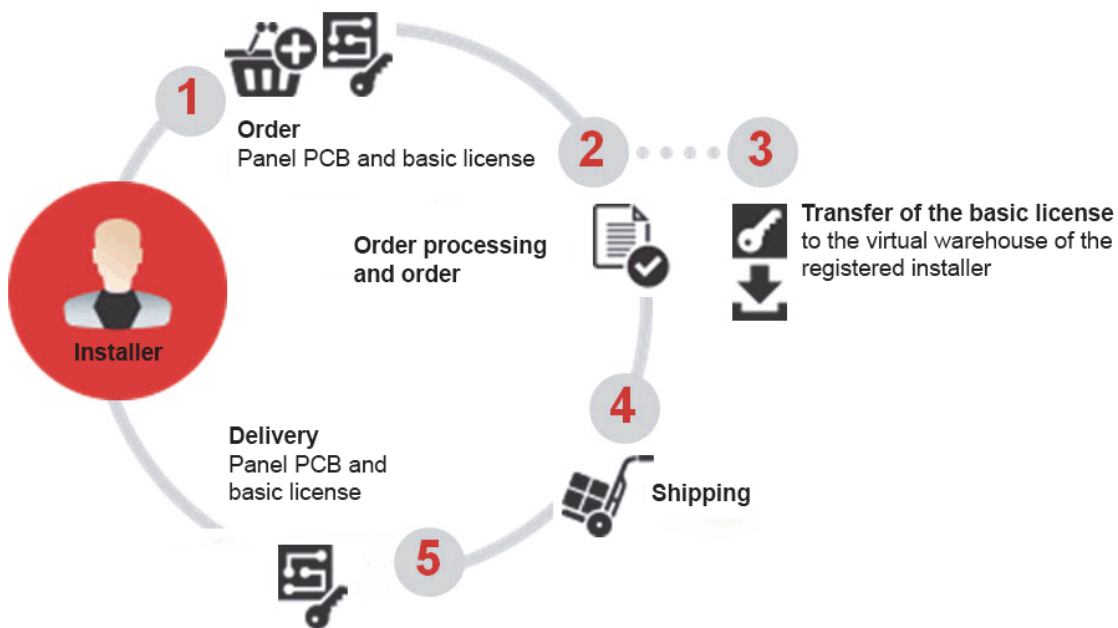 1
Order
Panel PCB and basic license
2
3
Order processing
and order
Transfer of the basic license
to the virtual warehouse of the
registered installer
Installer
4
Shipping
Delivery
Panel PCB and
basic license
5